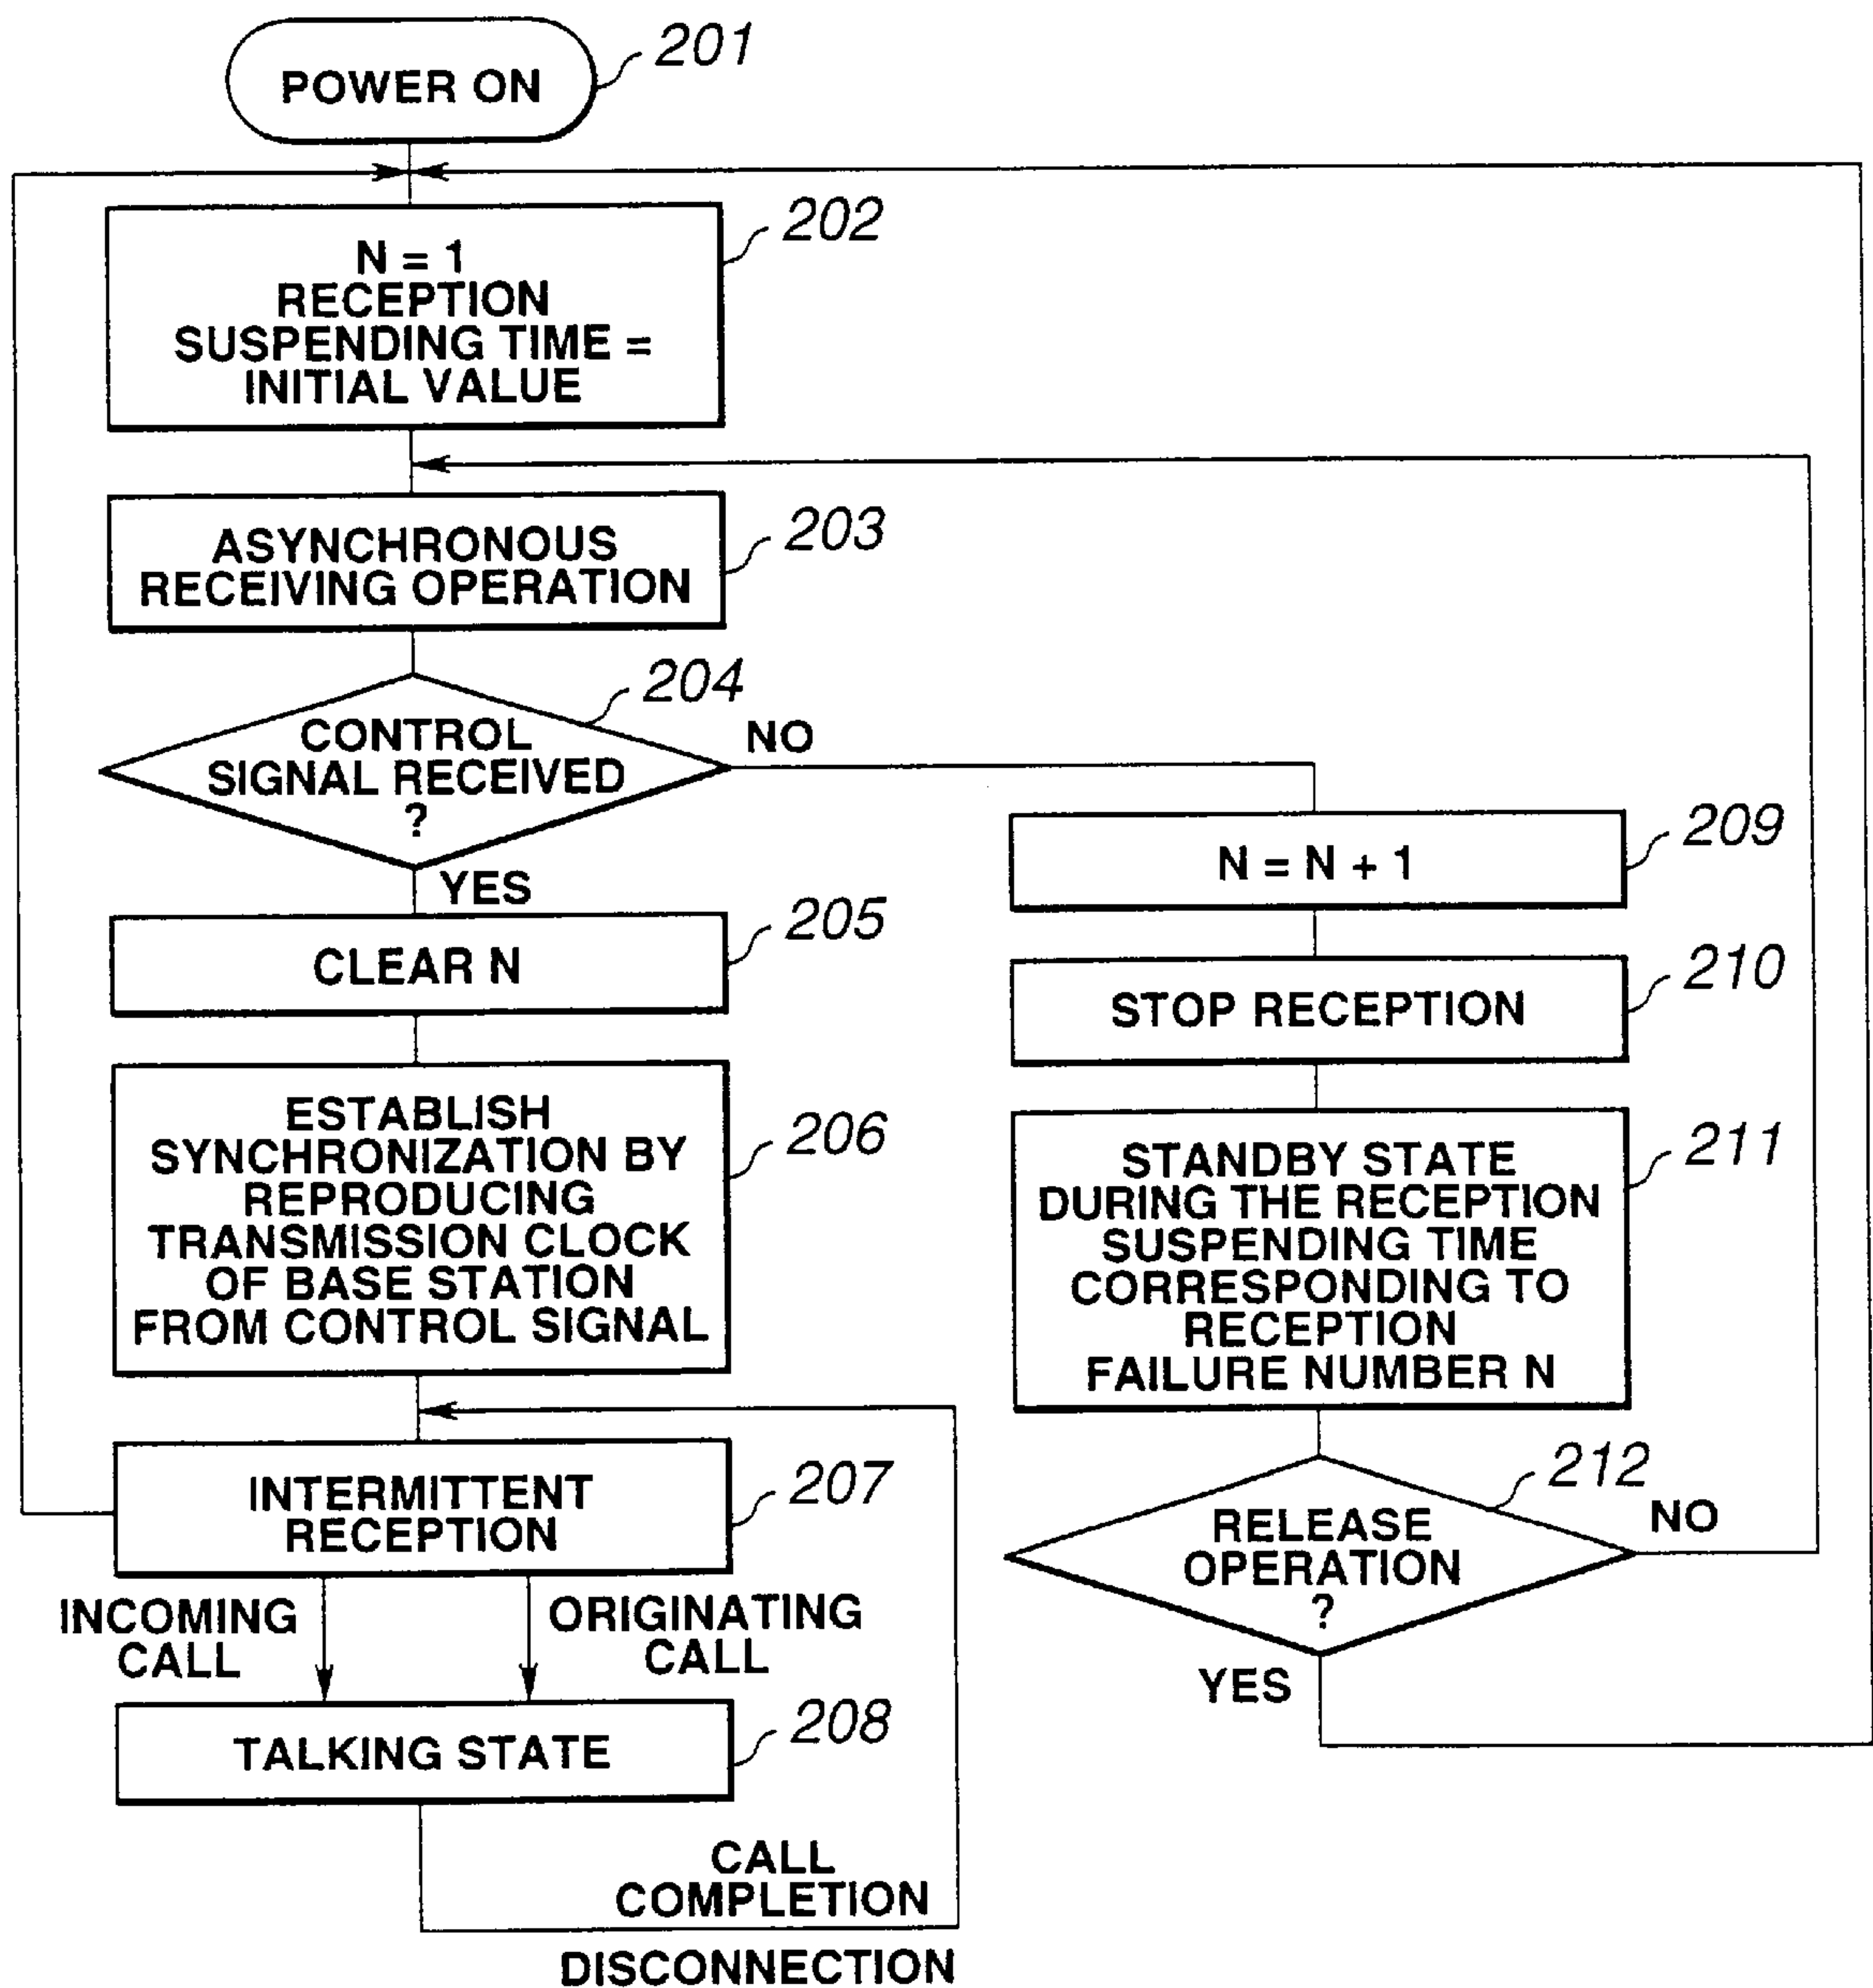 POWER ON
201
N = 1
RECEPTION
SUSPENDING TIME =
INITIAL VALUE
202
ASYNCHRONOUS
RECEIVING OPERATION
203
CONTROL
SIGNAL RECEIVED
?
204
NO
YES
CLEAR N
205
ESTABLISH
SYNCHRONIZATION BY
REPRODUCING
TRANSMISSION CLOCK
OF BASE STATION
FROM CONTROL SIGNAL
206
INTERMITTENT
RECEPTION
207
INCOMING
CALL
ORIGINATING
CALL
TALKING STATE
208
CALL
COMPLETION
DISCONNECTION
N = N + 1
209
STOP RECEPTION
210
STANDBY STATE
DURING THE RECEPTION
SUSPENDING TIME
CORRESPONDING TO
RECEPTION
FAILURE NUMBER N
211
RELEASE
OPERATION
?
212
NO
YES